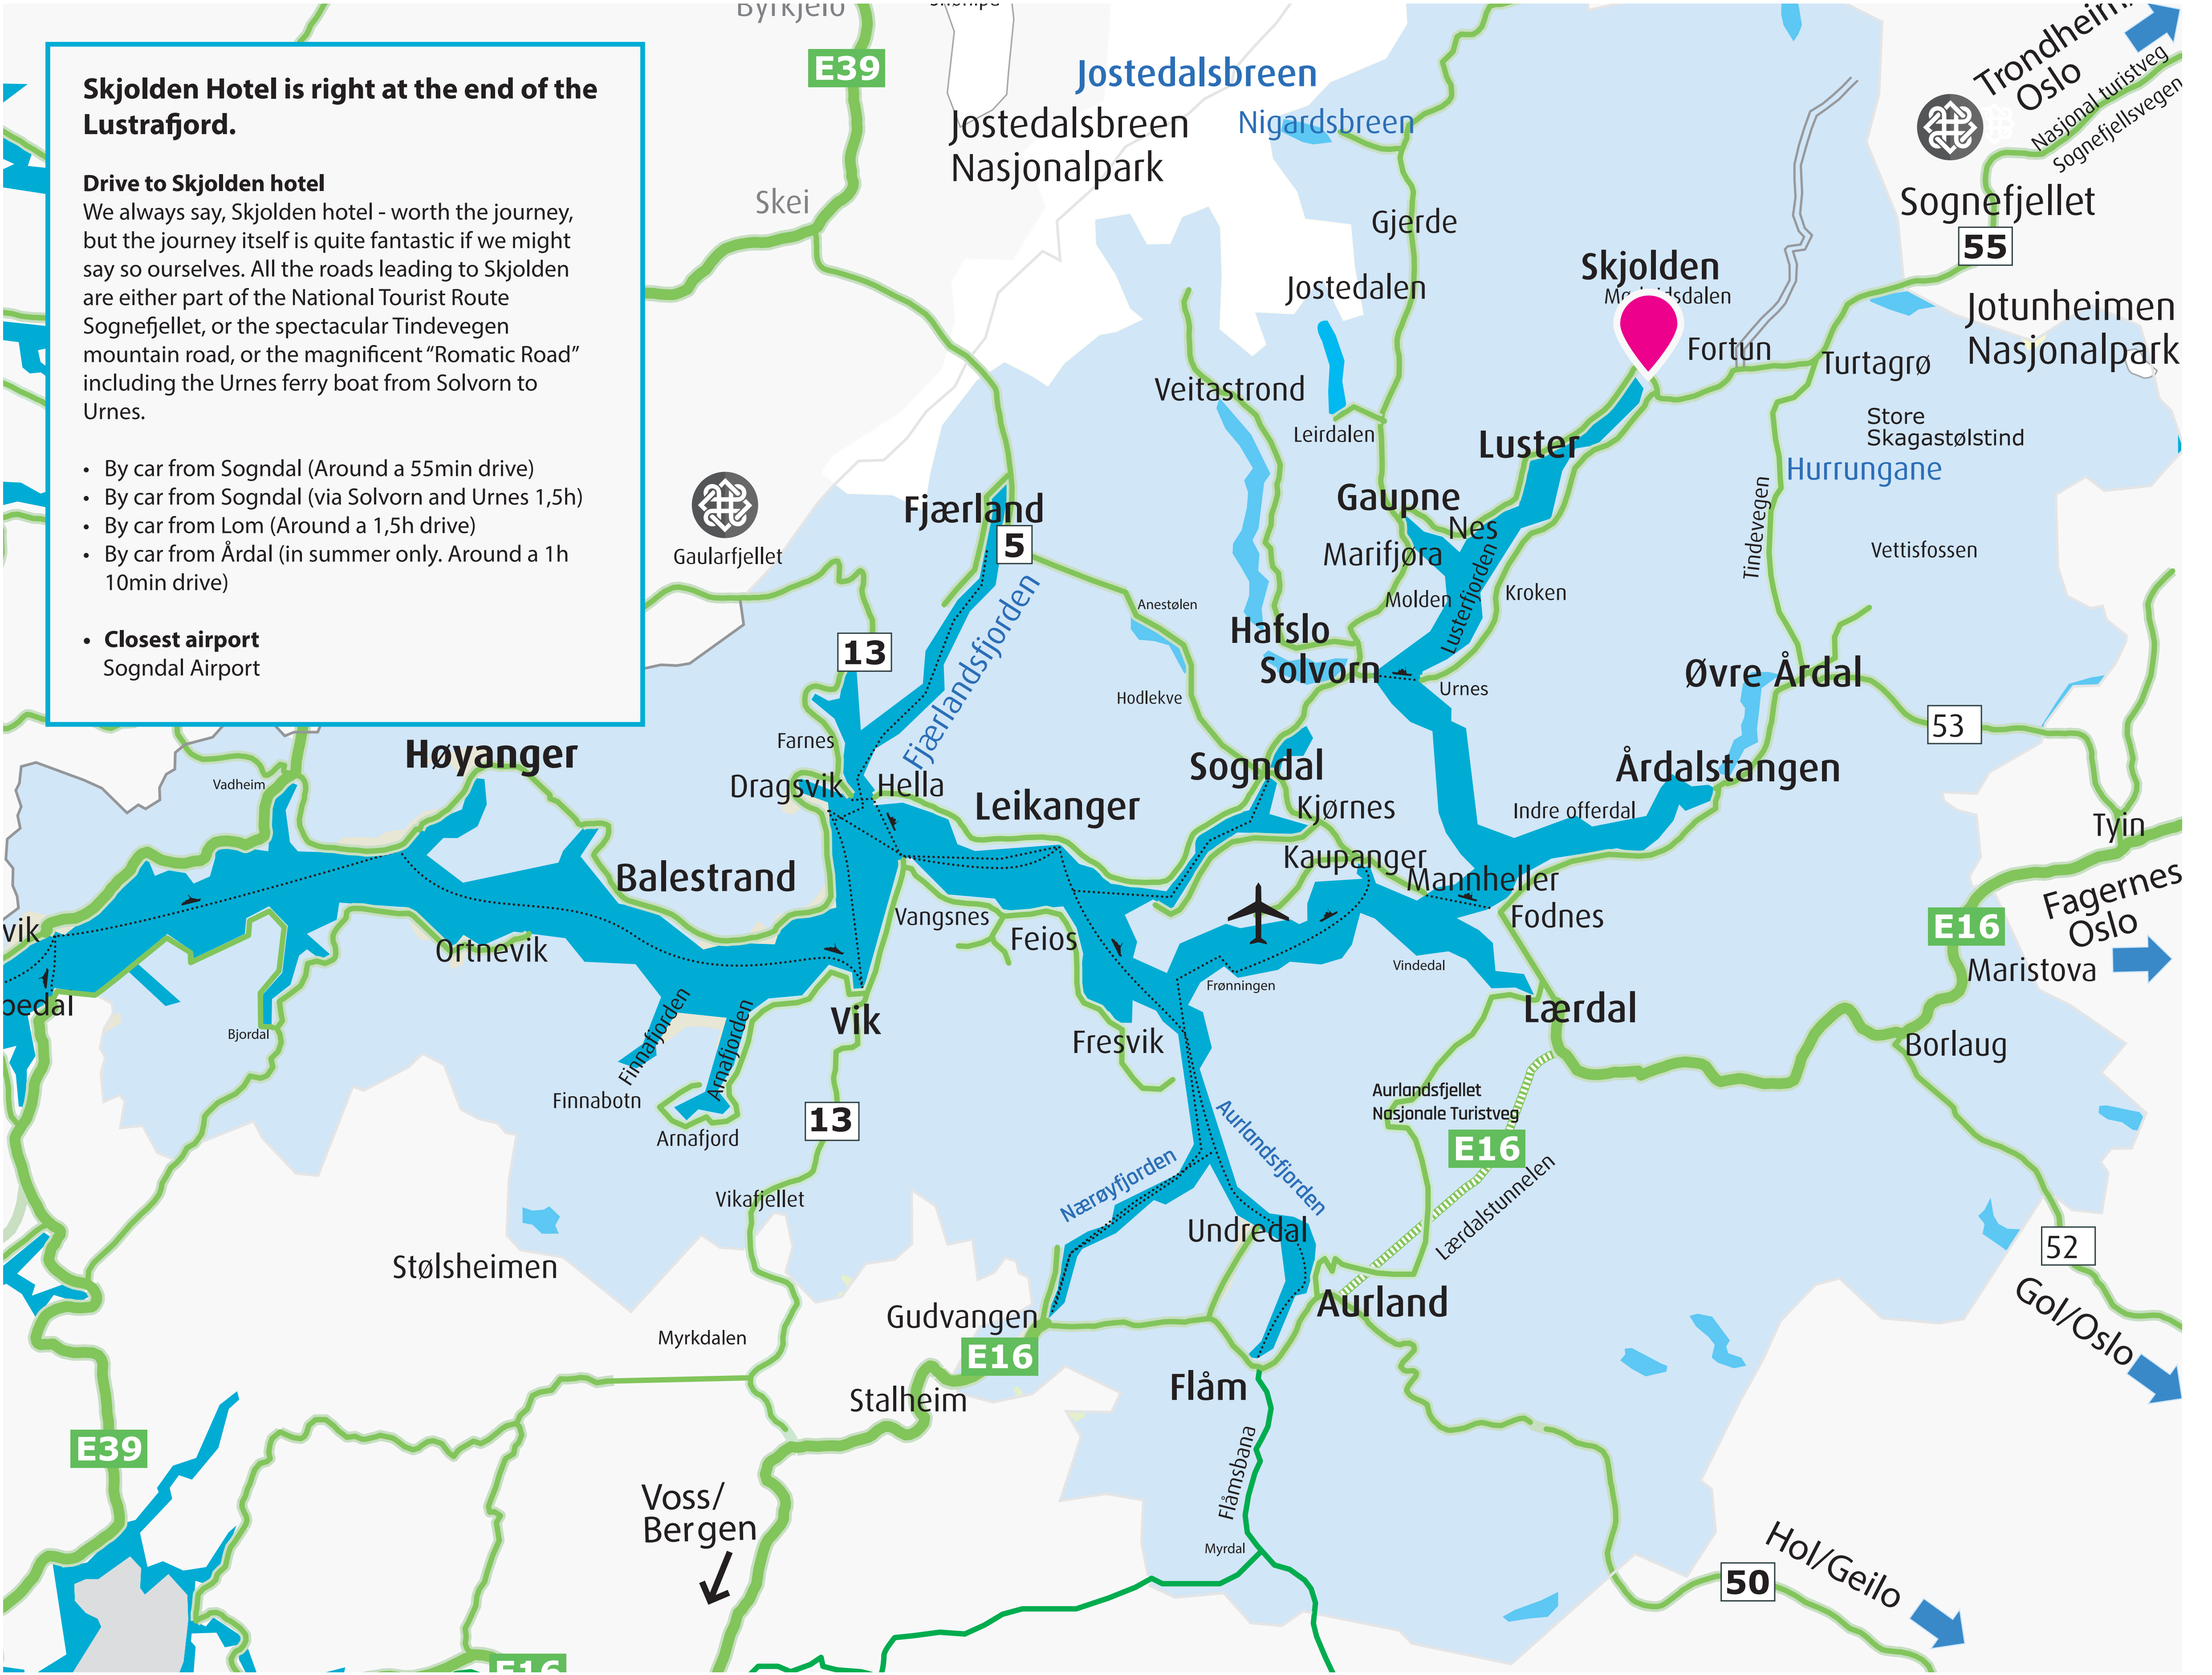 Skjolden Hotel is right at the end of the
Lustrafjord.
Drive to Skjolden hotel
We always say, Skjolden hotel - worth the journey,
but the journey itself is quite fantastic if we might
say so ourselves. All the roads leading to Skjolden
are either part of the National Tourist Route
Sognefjellet, or the spectacular Tindevegen
mountain road, or the magnificent “Romatic Road”
including the Urnes ferry boat from Solvorn to
Urnes.
• By car from Sogndal (Around a 55min drive)
• By car from Sogndal (via Solvorn and Urnes 1,5h)
• By car from Lom (Around a 1,5h drive)
• By car from Årdal (in summer only. Around a 1h
10min drive)
• Closest airport
Sogndal Airport
Byrkjelo
E39
Skei
Jostedalsbreen
Jostedalsbreen
Nasjonalpark
Nigardsbreen
Gjerde
Jostedalen
Trondheim
Oslo
Nasjonal turistveg
Sognefjellsvegen
Sognefjellet
55
Skjolden
Fortun
Turtagrø
Jotunheimen
Nasjonalpark
Store
Skagastølstind
Hurrungane
Tindevegen
Vettisfossen
Veitastrond
Leirdalen
Luster
Gaupne
Nes
Marifjøra
Lusterfjorden
Molden
Kroken
Hafslo
Solvorn
Urnes
Gaularfjellet
Fjærland
5
Fjærlandsfjorden
Anestølen
Hodlekve
13
Farnes
Dragsvik
Hella
Øvre Årdal
53
Årdalstangen
Indre offerdal
Tyin
Høyanger
Vadheim
Leikanger
Sogndal
Kjørnes
Kaupanger
Mannheller
Fodnes
Fagernes
Oslo
E16
Maristova
Balestrand
Vangsnes
Feios
Vindedal
Frønningen
vik
Ortnevik
Vik
Fresvik
Lærdal
Borlaug
pedal
Bjordal
Finnafjorden
Arnafjorden
Finnabotn
Arnafjord
13
Aurlandsfjellet
Nasjonale Turistveg
E16
Lærdalstunnelen
Aurlandsfjorden
Nærøyfjorden
Vikafjellet
Undredal
52
Gol/Oslo
Stølsheimen
Gudvangen
E16
Aurland
Myrkdalen
Stalheim
Flåm
Flåmsbana
Myrdal
E39
Voss/
Bergen
Hol/Geilo
50
E16